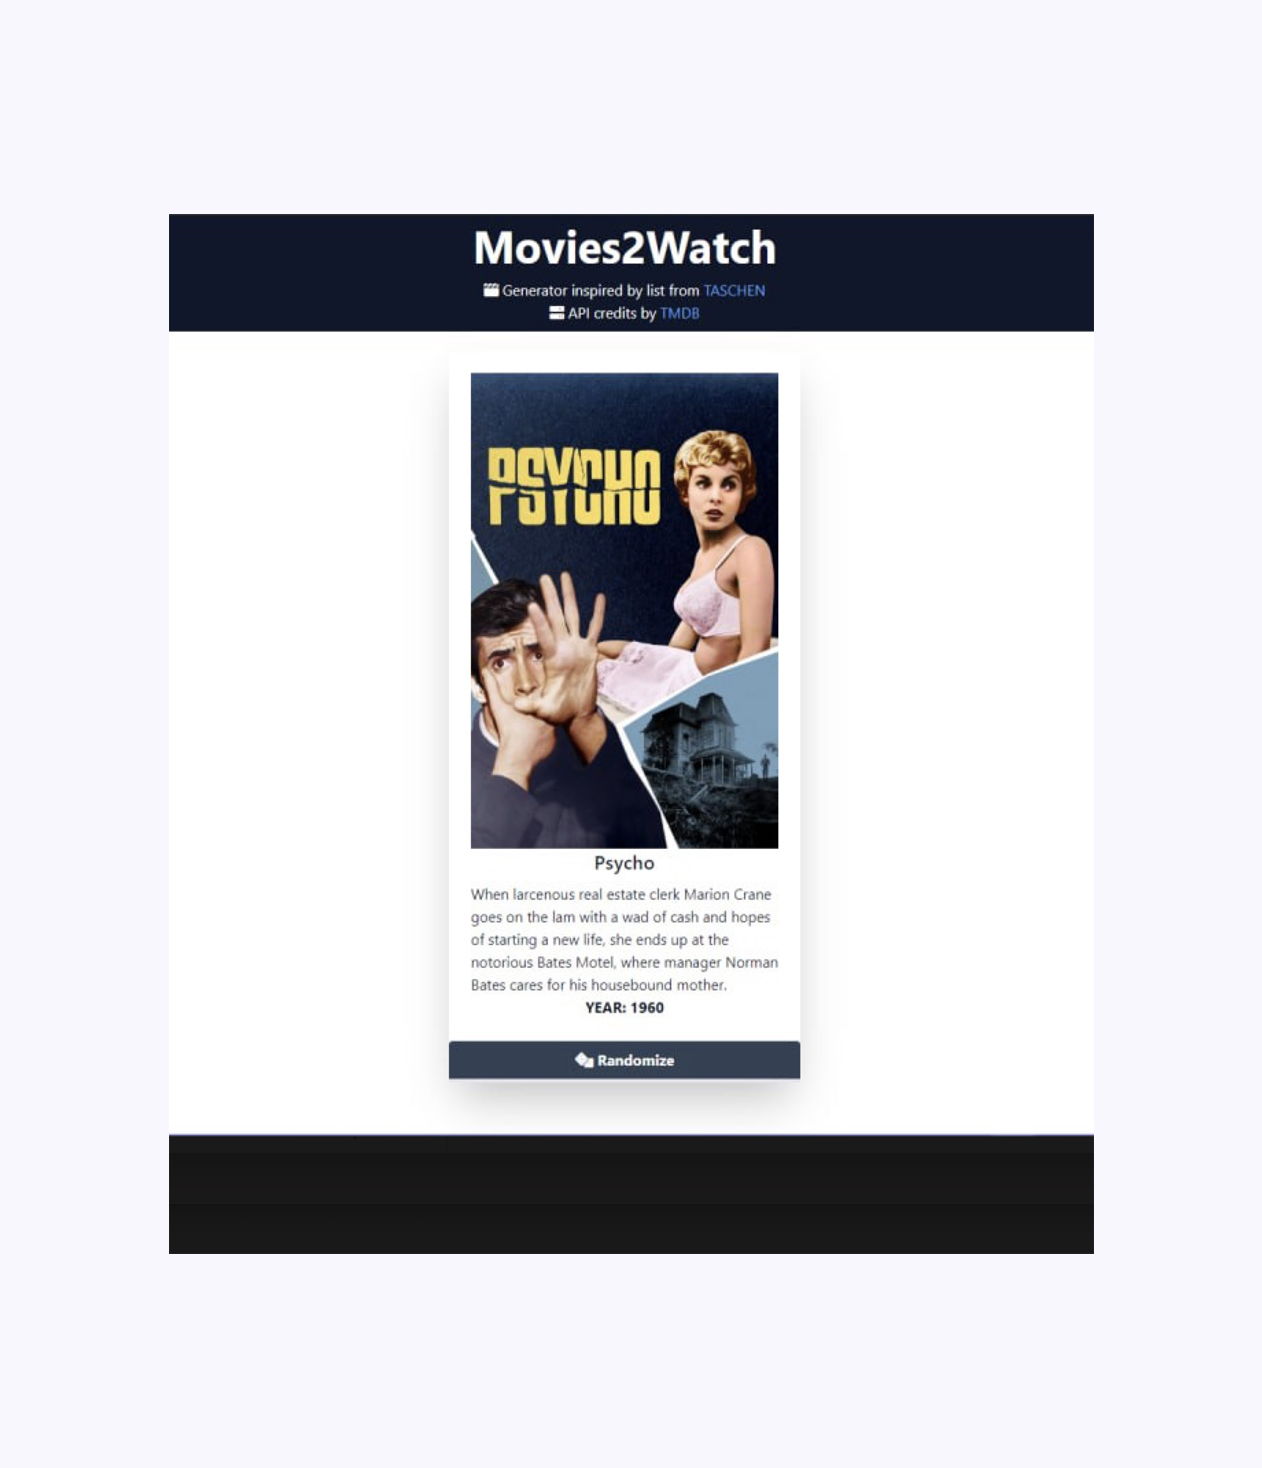 Movies2Watch
Generator inspired by list from TASCHEN
API credits by TMDB
PSYCHO
Psycho
When larcenous real estate clerk Marion Crane
goes on the lam with a wad of cash and hopes
of starting a new life, she ends up at the
notorious Bates Motel, where manager Norman
Bates cares for his housebound mother.
YEAR: 1960
Randomize